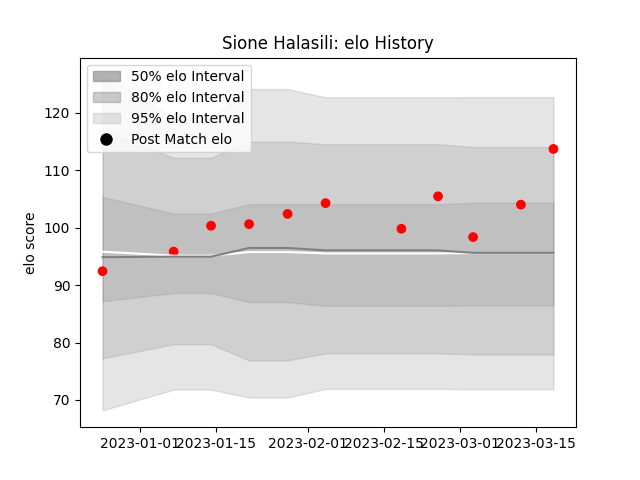 Sione Halasili: elo History
50% elo Interval
80% elo Interval
95% elo Interval
Post Match elo
elo score
120
110
100
90
80
70
2023-01-01
2023-01-15
2023-02-01
2023-02-15
2023-03-01
2023-03-15